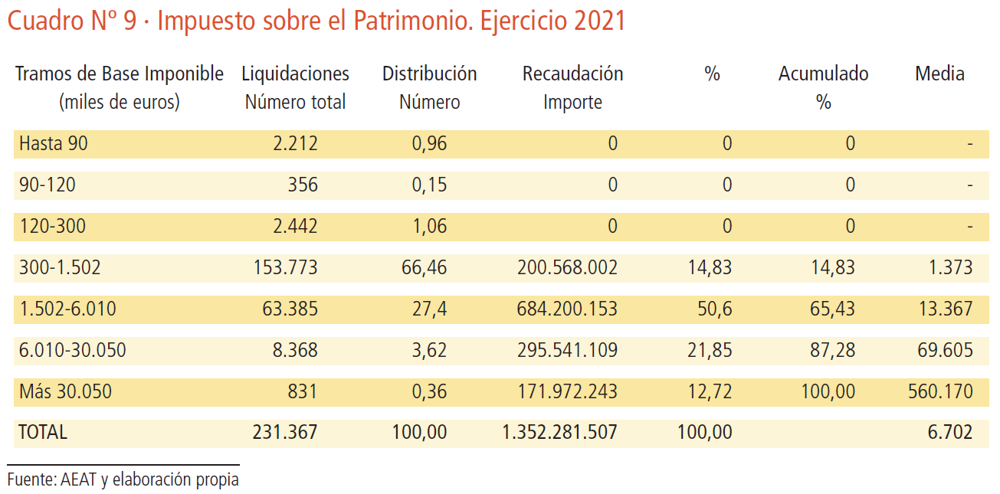 Cuadro Nº 9 · Impuesto sobre el Patrimonio. Ejercicio 2021
Tramos de Base Imponible Liquidaciones Distribución Recaudación % Acumulado Media
(miles de euros) Número total Número Importe %
Hasta 90 2.212 0,96 0 0 0 -
90-120 356 0,15 0 0 0 -
120-300 2.442 1,06 0 0 0 -
300-1.502 153.773 66,46 200.568.002 14,83 14,83 1.373
1.502-6.010 63.385 27,4 684.200.153 50,6 65,43 13.367
6.010-30.050 8.368 3,62 295.541.109 21,85 87,28 69.605
Más 30.050 831 0,36 171.972.243 12,72 100,00 560.170
TOTAL 231.367 100,00 1.352.281.507 100,00 6.702
Fuente: AEAT y elaboración propia